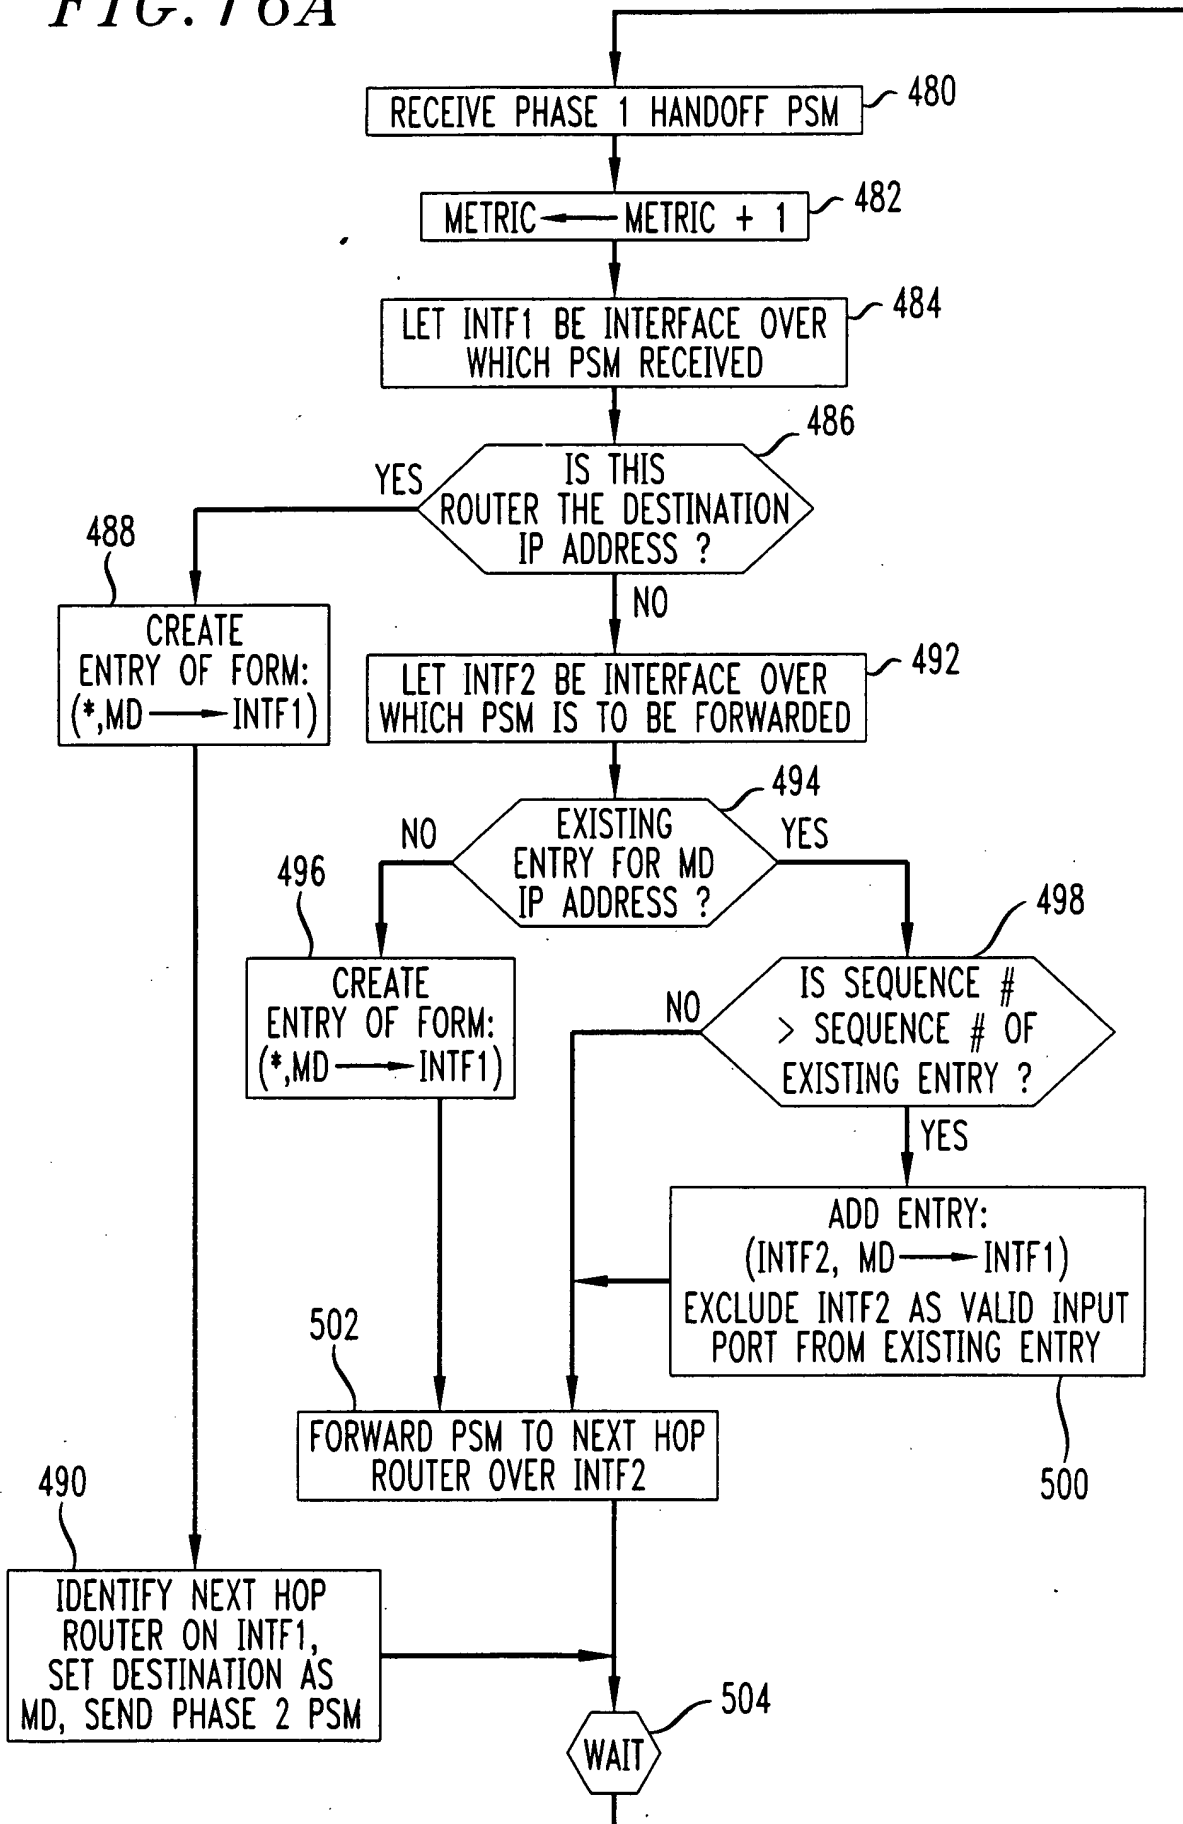 FIG. 16A
480
RECEIVE PHASE 1 HANDOFF PSM
482
METRIC ← METRIC + 1
484
LET INTF1 BE INTERFACE OVER
WHICH PSM RECEIVED
486
IS THIS
ROUTER THE DESTINATION
IP ADDRESS ?
YES
NO
488
CREATE
ENTRY OF FORM:
(*,MD → INTF1)
492
LET INTF2 BE INTERFACE OVER
WHICH PSM IS TO BE FORWARDED
494
EXISTING
ENTRY FOR MD
IP ADDRESS ?
NO
YES
496
CREATE
ENTRY OF FORM:
(*,MD → INTF1)
498
IS SEQUENCE #
> SEQUENCE # OF
EXISTING ENTRY ?
NO
YES
ADD ENTRY:
(INTF2, MD → INTF1)
EXCLUDE INTF2 AS VALID INPUT
PORT FROM EXISTING ENTRY
500
502
FORWARD PSM TO NEXT HOP
ROUTER OVER INTF2
490
IDENTIFY NEXT HOP
ROUTER ON INTF1,
SET DESTINATION AS
MD, SEND PHASE 2 PSM
504
WAIT